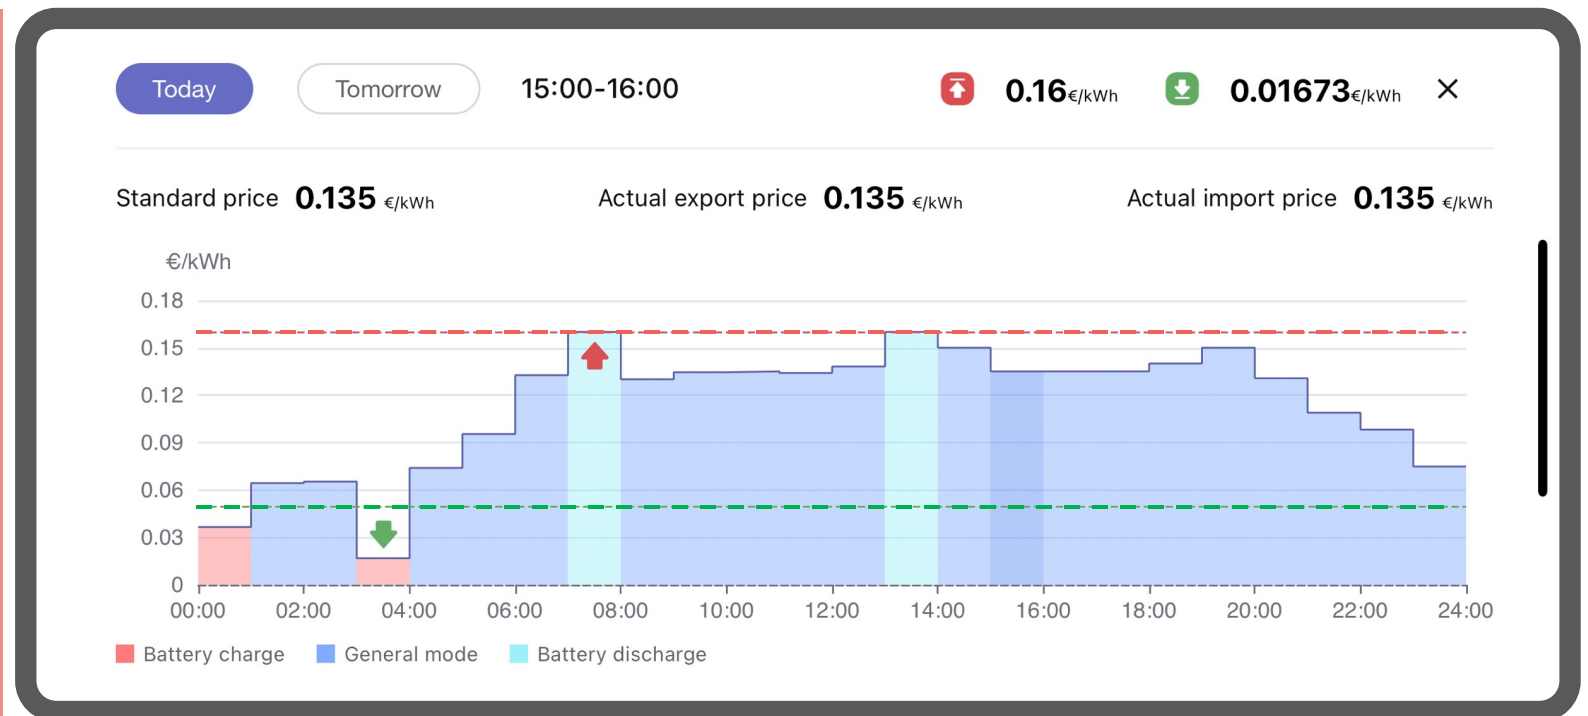 Today Tomorrow 15:00-16:00 0.16€/kWh 0.01673€/kWh
Standard price 0.135 €/kWh Actual export price 0.135 €/kWh Actual import price 0.135 €/kWh
€/kWh
0.18
0.15
0.12
0.09
0.06
0.03
0
00:00 02:00 04:00 06:00 08:00 10:00 12:00 14:00 16:00 18:00 20:00 22:00 24:00
Battery charge General mode Battery discharge